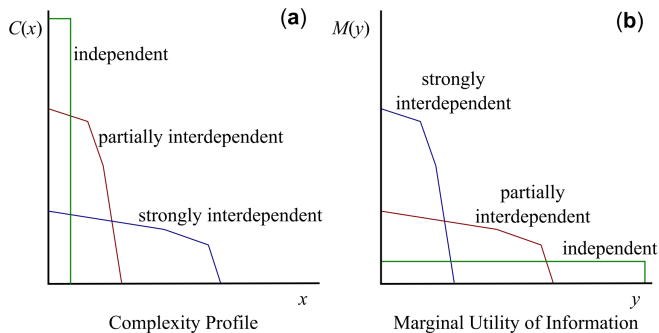 (a)
C(x)
independent
partially interdependent
strongly interdependent
x
Complexity Profile
(b)
M(y)
strongly
interdependent
partially
interdependent
independent
y
Marginal Utility of Information